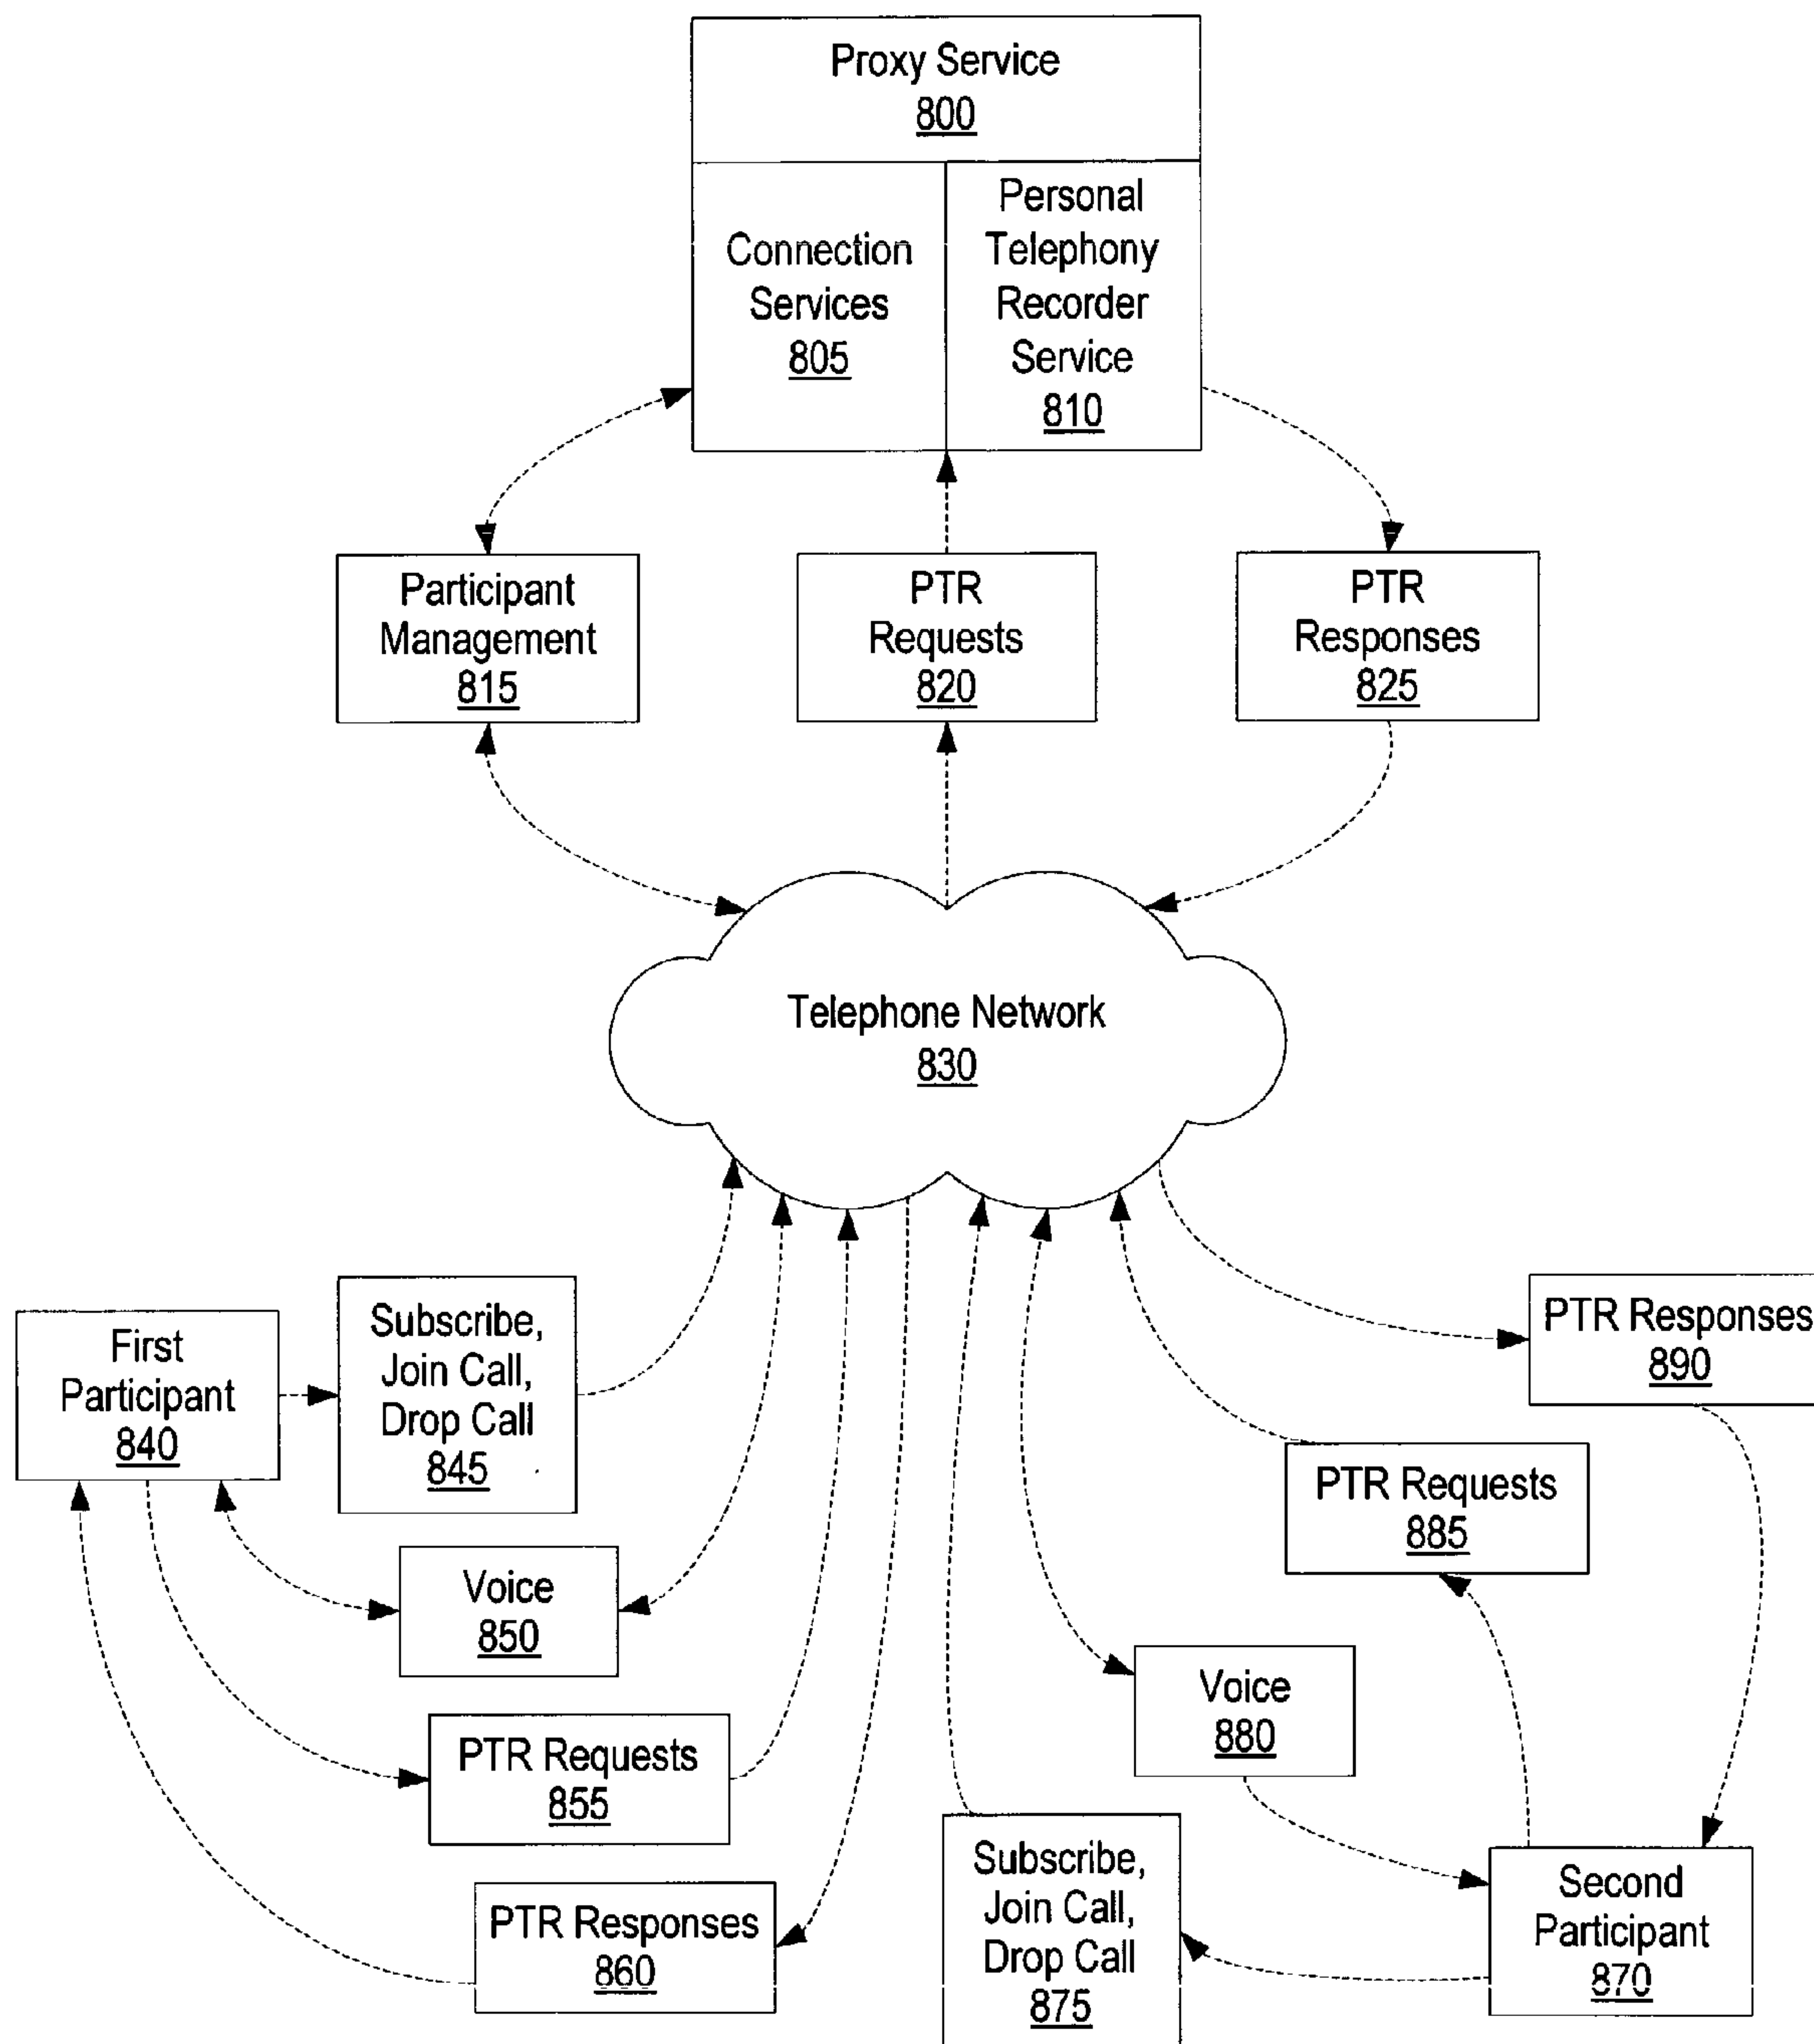 Proxy Service
800
Connection
Services
805
Personal
Telephony
Recorder
Service
810
Participant
Management
815
PTR
Requests
820
PTR
Responses
825
Telephone Network
830
First
Participant
840
Subscribe,
Join Call,
Drop Call
845
Voice
850
PTR Requests
855
PTR Responses
860
PTR Responses
890
PTR Requests
885
Voice
880
Subscribe,
Join Call,
Drop Call
875
Second
Participant
870